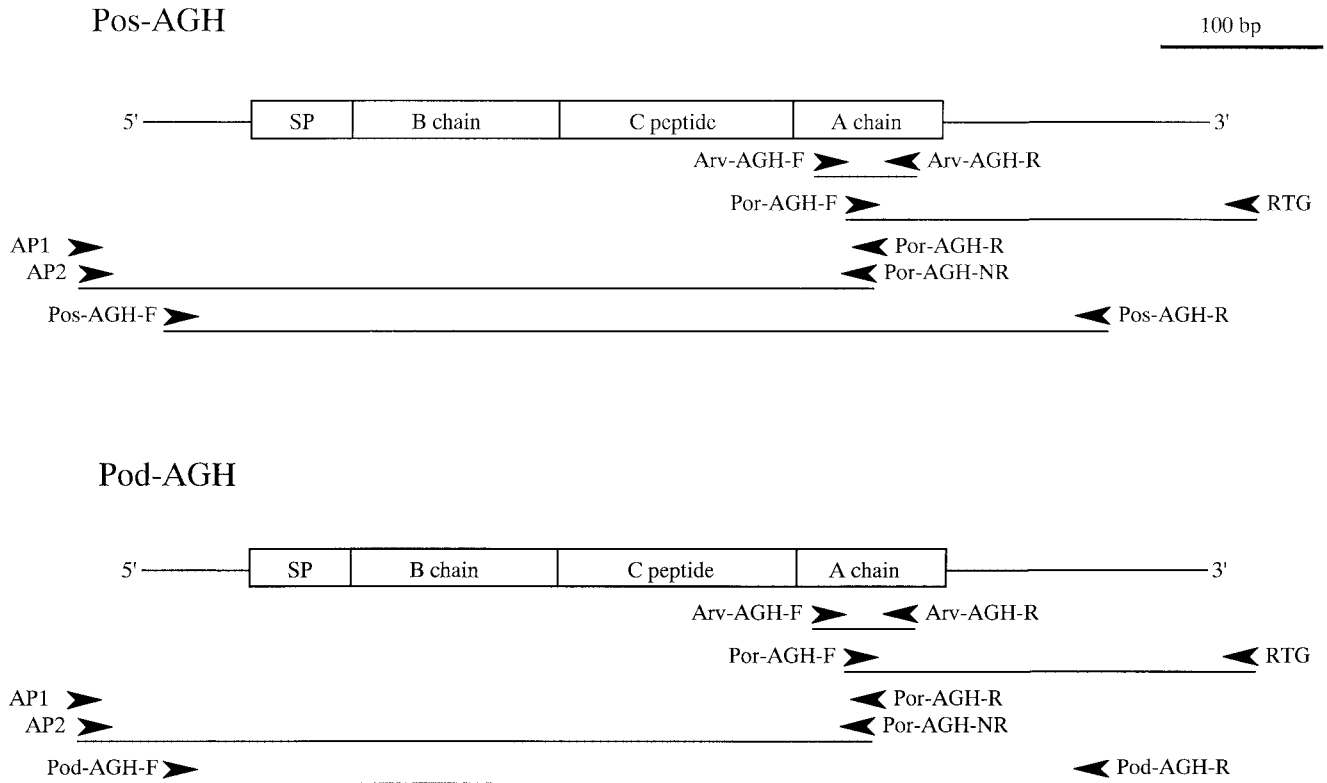 Pos-AGH
100 bp
5' SP B chain C peptide A chain 3'
Arv-AGH-F Arv-AGH-R
Por-AGH-F RTG
AP1 Por-AGH-R
AP2 Por-AGH-NR
Pos-AGH-F Pos-AGH-R
Pod-AGH
5' SP B chain C peptide A chain 3'
Arv-AGH-F Arv-AGH-R
Por-AGH-F RTG
AP1 Por-AGH-R
AP2 Por-AGH-NR
Pod-AGH-F Pod-AGH-R